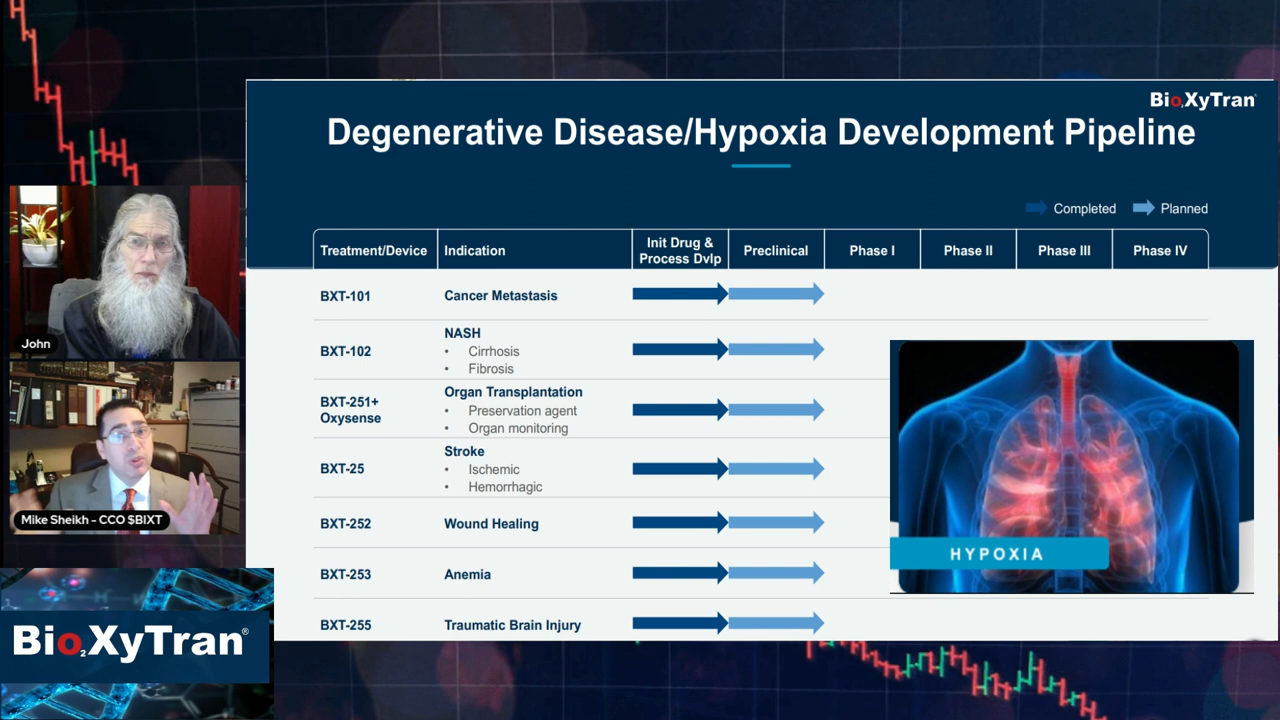 Bio2XyTran
Degenerative Disease/Hypoxia Development Pipeline
Completed
Planned
Treatment/Device
Indication
Init Drug &
Process Dvlp
Preclinical
Phase I
Phase II
Phase III
Phase IV
BXT-101
Cancer Metastasis
BXT-102
NASH
• Cirrhosis
• Fibrosis
BXT-251+
Oxysense
Organ Transplantation
• Preservation agent
• Organ monitoring
BXT-25
Stroke
• Ischemic
• Hemorrhagic
BXT-252
Wound Healing
BXT-253
Anemia
BXT-255
Traumatic Brain Injury
HYPOXIA
John
Mike Sheikh - CCO $BIXT
Bio2XyTran®